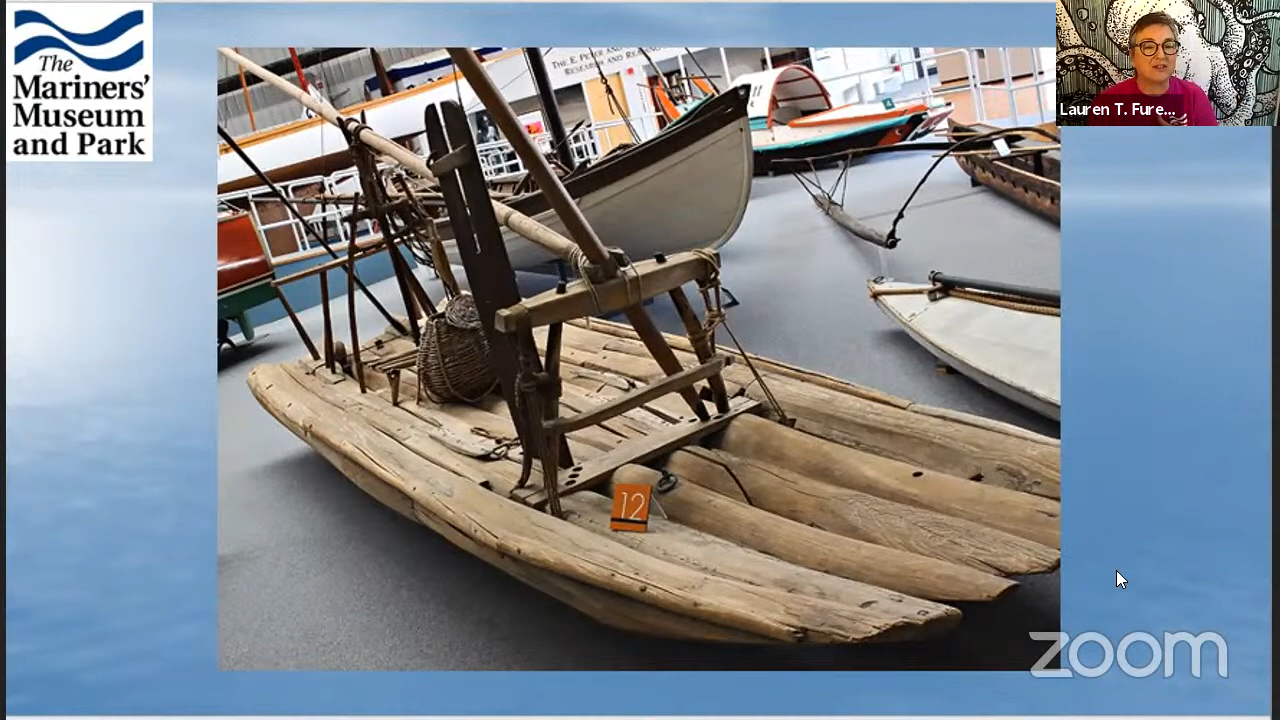 The
Mariners'
Museum
and Park
THE E. PETER AND
RESEARCH AND
12
Lauren T. Fure...
zoom